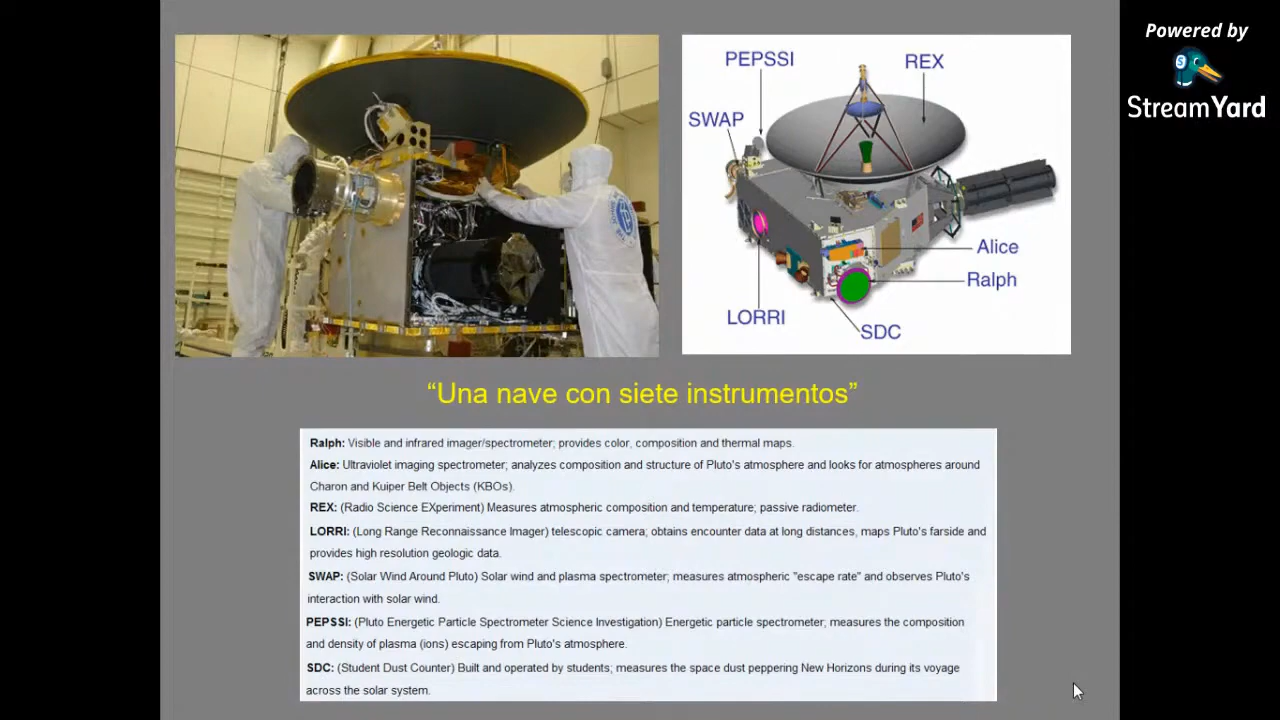 Powered by
StreamYard
PEPSSI
REX
SWAP
Alice
Ralph
LORRI
SDC
“Una nave con siete instrumentos”
Ralph: Visible and infrared imager/spectrometer; provides color, composition and thermal maps.
Alice: Ultraviolet imaging spectrometer; analyzes composition and structure of Pluto's atmosphere and looks for atmospheres around
Charon and Kuiper Belt Objects (KBOs).
REX: (Radio Science EXperiment) Measures atmospheric composition and temperature; passive radiometer.
LORRI: (Long Range Reconnaissance Imager) telescopic camera; obtains encounter data at long distances, maps Pluto's farside and
provides high resolution geologic data.
SWAP: (Solar Wind Around Pluto) Solar wind and plasma spectrometer; measures atmospheric "escape rate" and observes Pluto's
interaction with solar wind.
PEPSSI: (Pluto Energetic Particle Spectrometer Science Investigation) Energetic particle spectrometer; measures the composition
and density of plasma (ions) escaping from Pluto's atmosphere.
SDC: (Student Dust Counter) Built and operated by students; measures the space dust peppering New Horizons during its voyage
across the solar system.